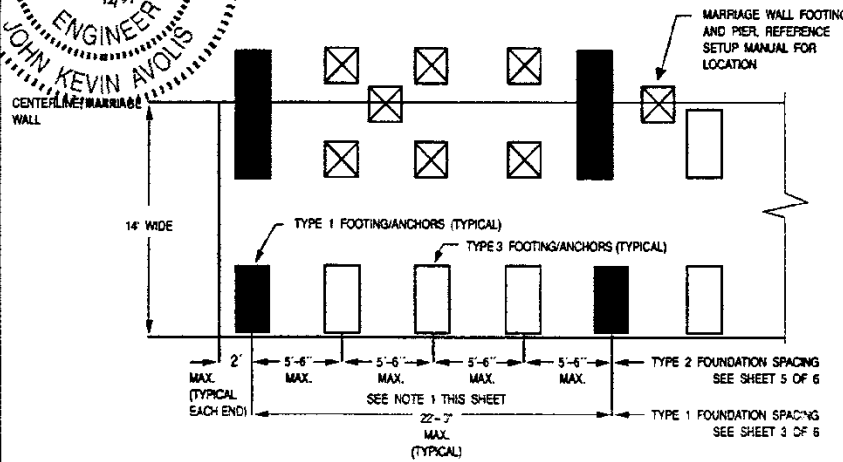 ENGINEER
JOHN KEVIN AVOLIS
MARRIAGE WALL FOOTING
AND PIER, REFERENCE
SETUP MANUAL FOR
LOCATION
CENTERLINE/MARRIAGE
WALL
14' WIDE
TYPE 1 FOOTING/ANCHORS (TYPICAL)
TYPE 3 FOOTING/ANCHORS (TYPICAL)
2' 5'-6" 5'-6" 5'-6" 5'-6" TYPE 2 FOUNDATION SPACING
MAX. MAX. MAX. MAX. MAX. SEE SHEET 5 OF 6
(TYPICAL
EACH END)
SEE NOTE 1 THIS SHEET
MAX.
(TYPICAL)
TYPE 1 FOUNDATION SPACING
SEE SHEET 3 OF 6